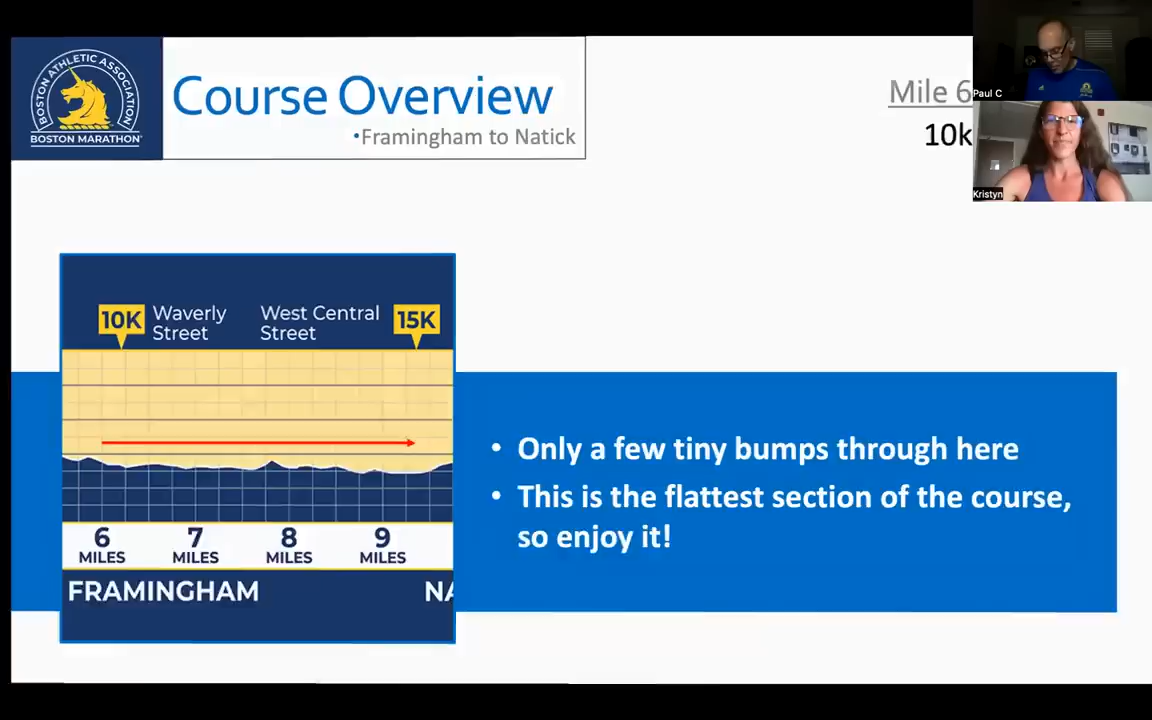 BOSTON ATHLETIC ASSOCIATION
BOSTON MARATHON
Course Overview
•Framingham to Natick
Mile 6
10k
Paul C
Kristyn
10K
Waverly
Street
West Central
Street
15K
6
MILES
7
MILES
8
MILES
9
MILES
FRAMINGHAM
NA
• Only a few tiny bumps through here
• This is the flattest section of the course,
so enjoy it!